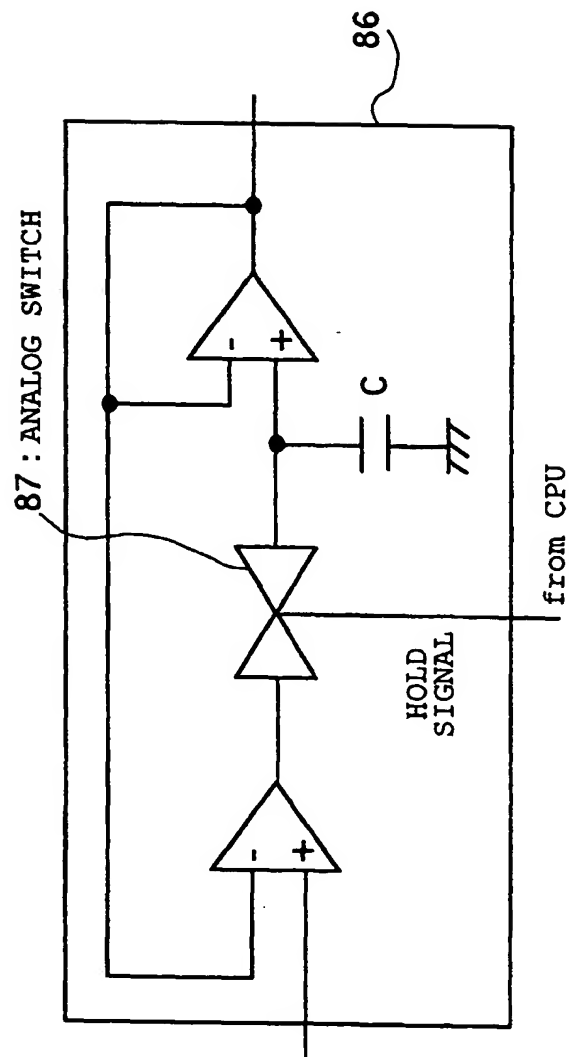 87 : ANALOG SWITCH
86
-
+
-
+
C
HOLD
SIGNAL
from CPU